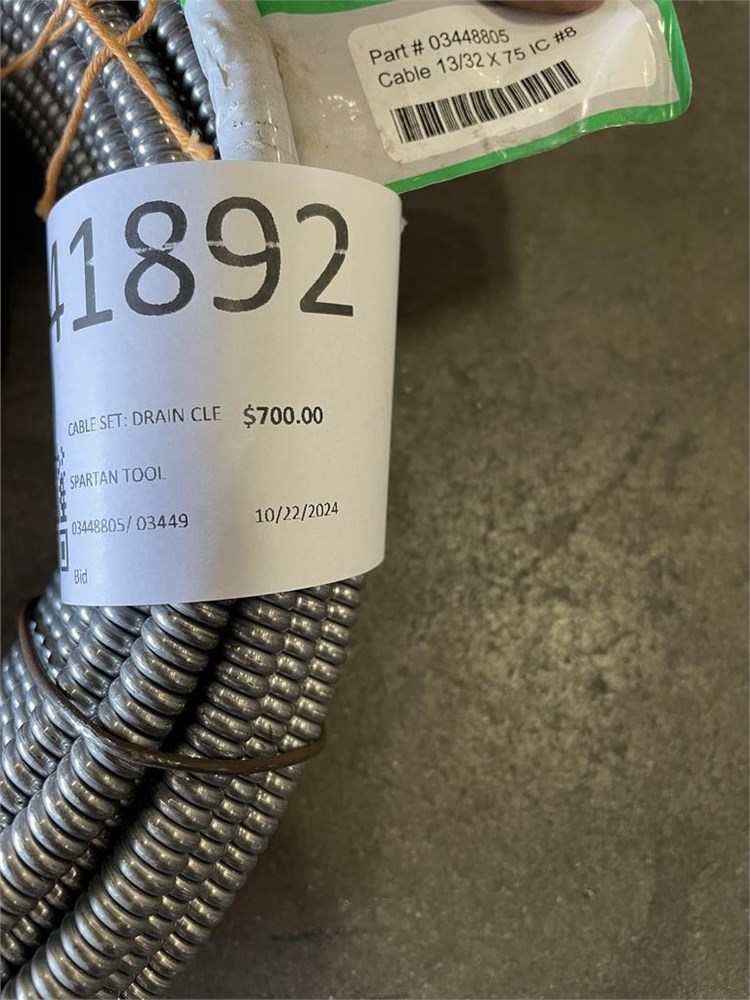 Part # 03448805
Cable 13/32 X 75 IC #8
41892
CABLE SET: DRAIN CLE $700.00
SPARTAN TOOL
03448805/ 03449 10/22/2024
Bid